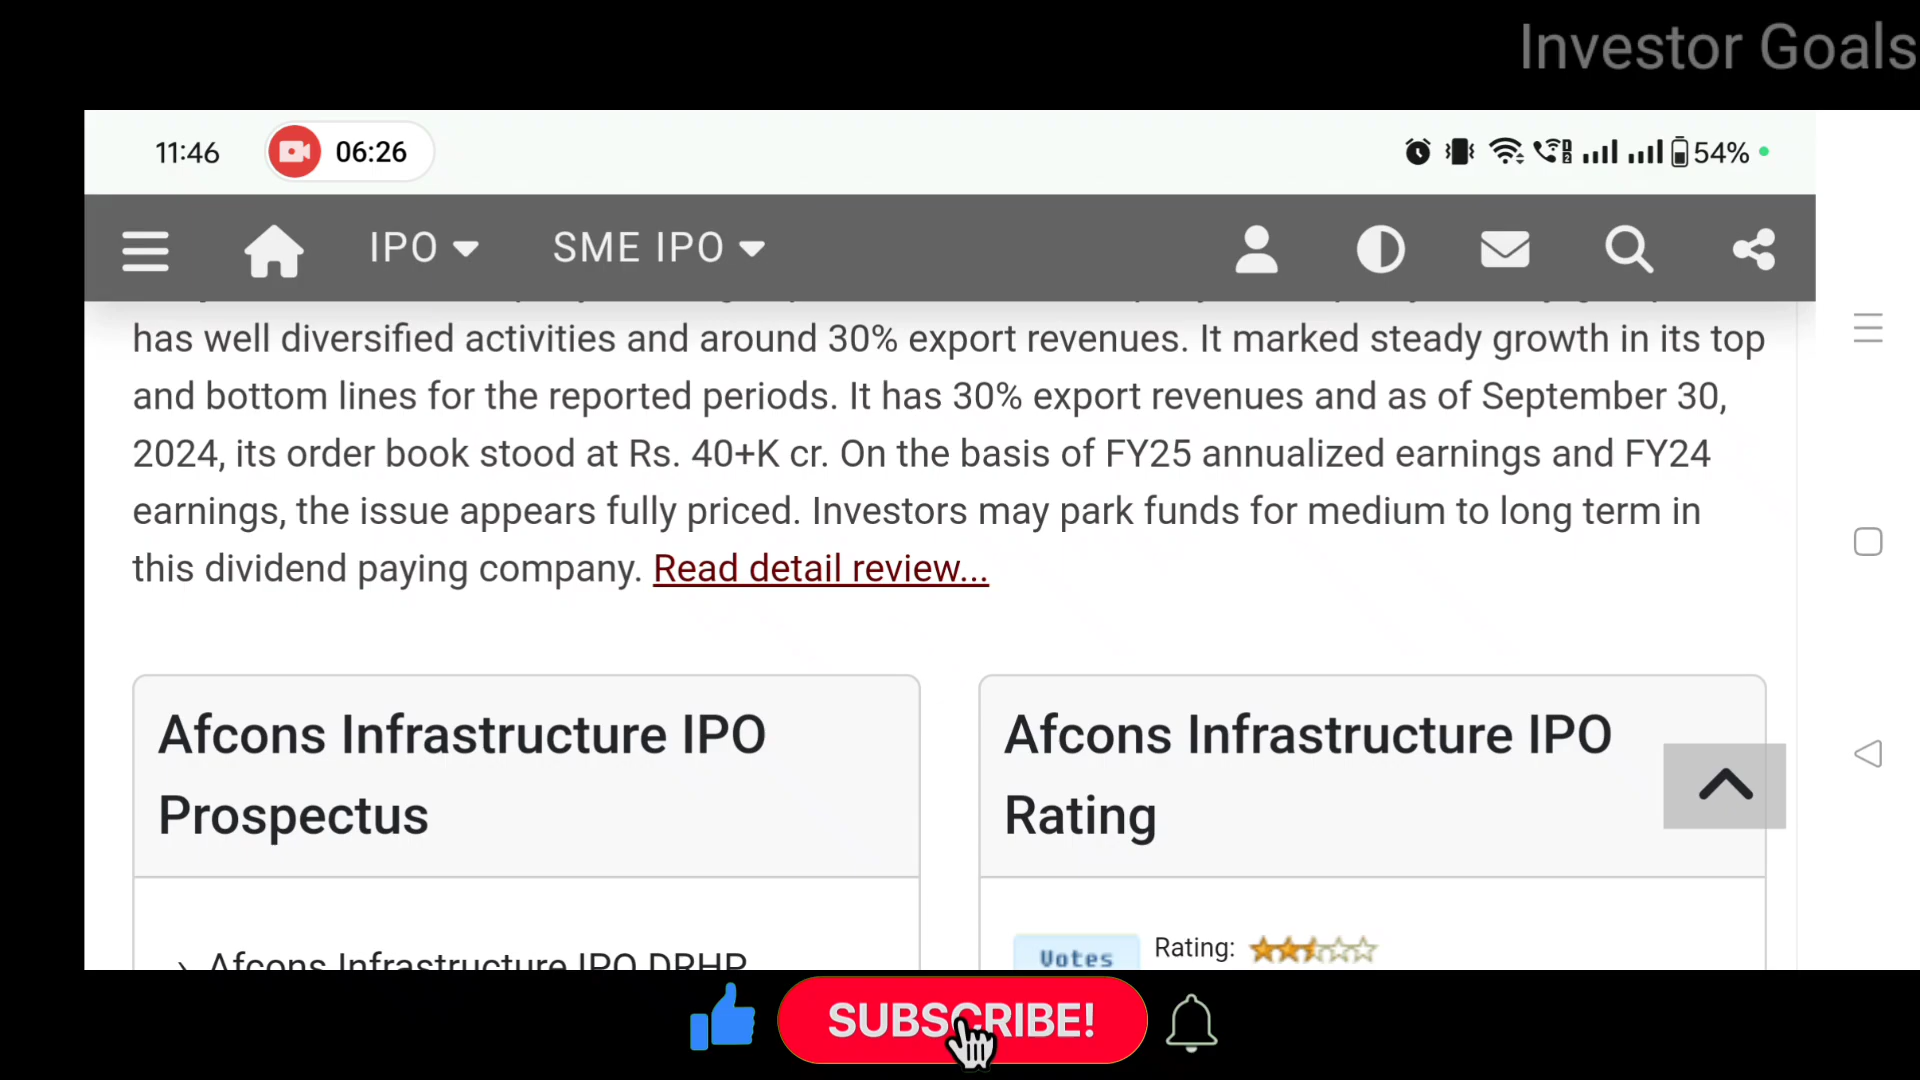 Investor Goals
11:46 06:26 54%
IPO SME IPO
has well diversified activities and around 30% export revenues. It marked steady growth in its top
and bottom lines for the reported periods. It has 30% export revenues and as of September 30,
2024, its order book stood at Rs. 40+K cr. On the basis of FY25 annualized earnings and FY24
earnings, the issue appears fully priced. Investors may park funds for medium to long term in
this dividend paying company. Read detail review...
Afcons Infrastructure IPO
Prospectus
Afcons Infrastructure IPO
Rating
Afcons Infrastructure IPO DRHP
Votes Rating:
SUBSCRIBE!